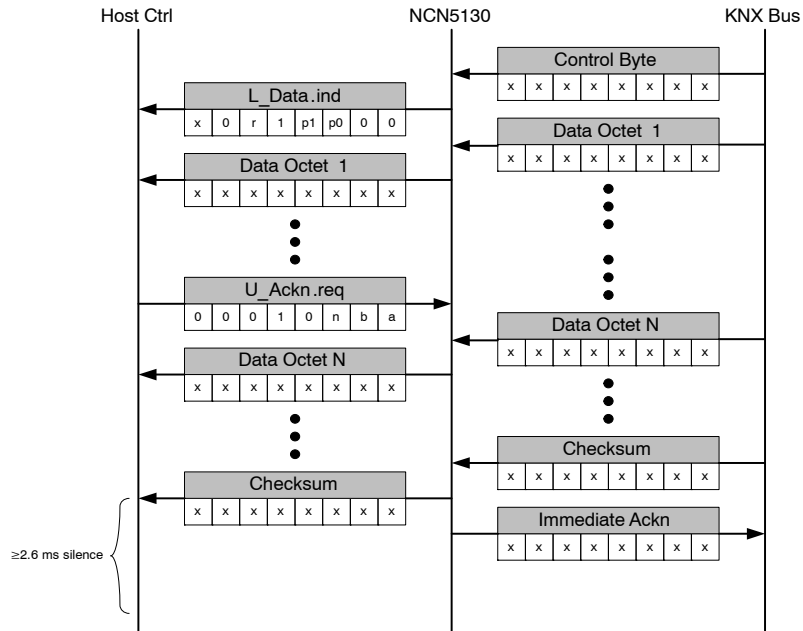 Host Ctrl NCN5130 KNX Bus
Control Byte
x x x x x x x x
L_Data.ind
x 0 r 1 p1 p0 0 0
Data Octet 1
x x x x x x x x
Data Octet 1
x x x x x x x x
U_Ackn.req
0 0 0 1 0 n b a
Data Octet N
x x x x x x x x
Data Octet N
x x x x x x x x
Checksum
x x x x x x x x
Checksum
x x x x x x x x
Immediate Ackn
x x x x x x x x
≥2.6 ms silence